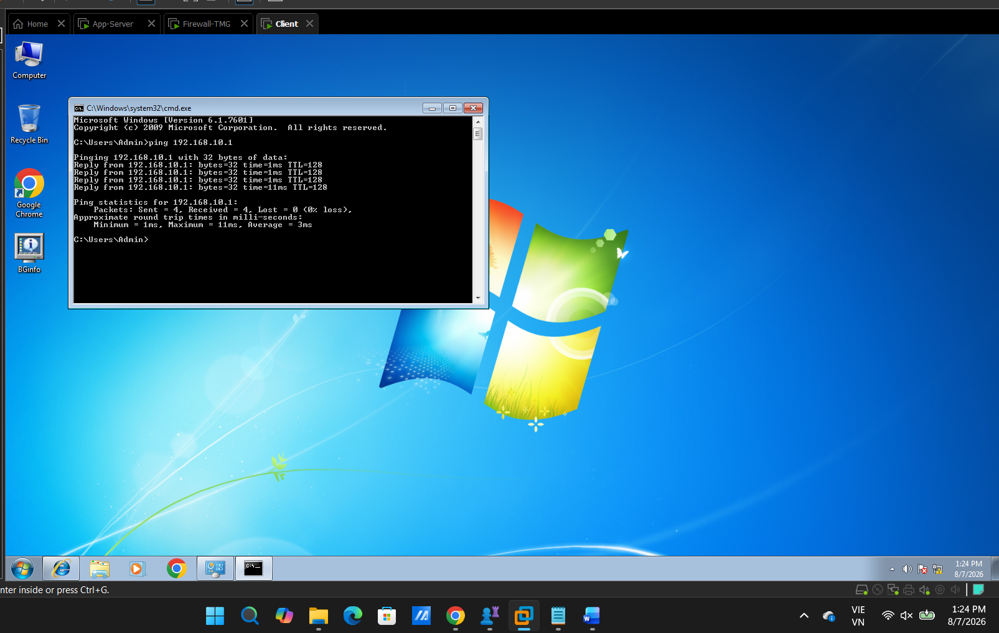 Home
App-Server
Firewall-TMG
Client
Computer
Recycle Bin
Google
Chrome
BGinfo
C:\Windows\system32\cmd.exe
Microsoft Windows [Version 6.1.7601]
Copyright (c) 2009 Microsoft Corporation.  All rights reserved.
C:\Users\Admin>ping 192.168.10.1
Pinging 192.168.10.1 with 32 bytes of data:
Reply from 192.168.10.1: bytes=32 time=1ms TTL=128
Reply from 192.168.10.1: bytes=32 time=1ms TTL=128
Reply from 192.168.10.1: bytes=32 time=1ms TTL=128
Reply from 192.168.10.1: bytes=32 time=11ms TTL=128
Ping statistics for 192.168.10.1:
    Packets: Sent = 4, Received = 4, Lost = 0 (0% loss),
Approximate round trip times in milli-seconds:
    Minimum = 1ms, Maximum = 11ms, Average = 3ms
C:\Users\Admin>
1:24 PM
8/7/2026
nter inside or press Ctrl+G.
VIE
VN
1:24 PM
8/7/2026